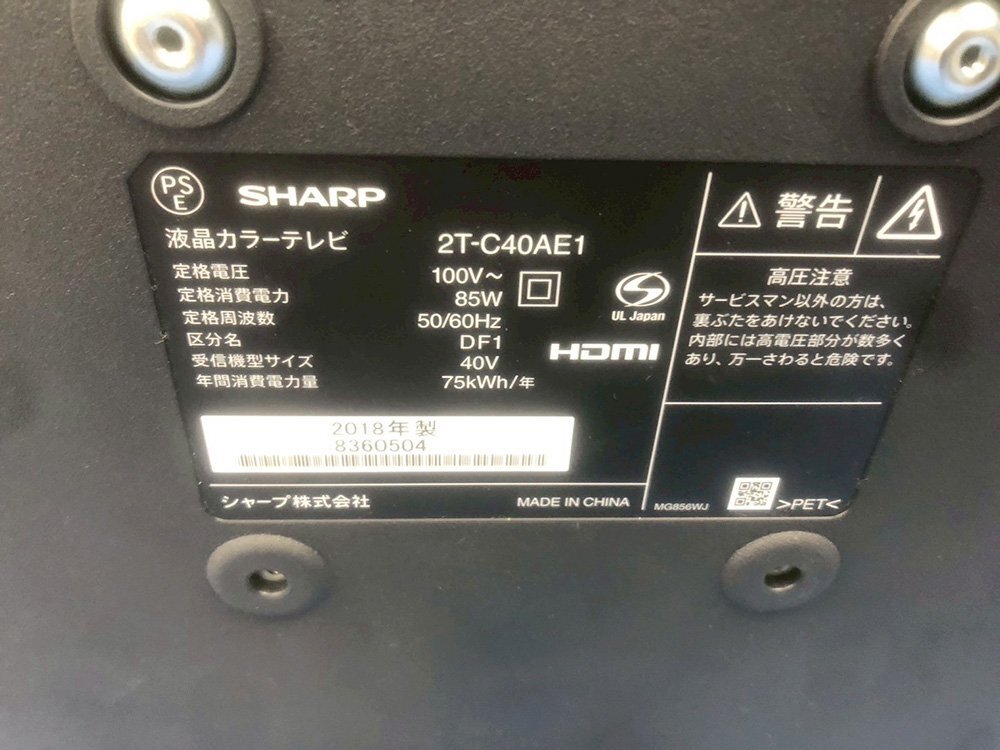 PS
E
SHARP
液晶カラーテレビ 2T-C40AE1
定格電圧 100V~
定格消費電力 85W
定格周波数 50/60Hz
区分名 DF1
受信機型サイズ 40V
年間消費電力量 75kWh/年
UL Japan
HDMI
2018年製
8360504
シャープ株式会社 MADE IN CHINA
警告
高圧注意
サービスマン以外の方は、
裏ぶたをあけないでください。
内部には高電圧部分が数多く
あり、万一さわると危険です。
MG856WJ
>PET<